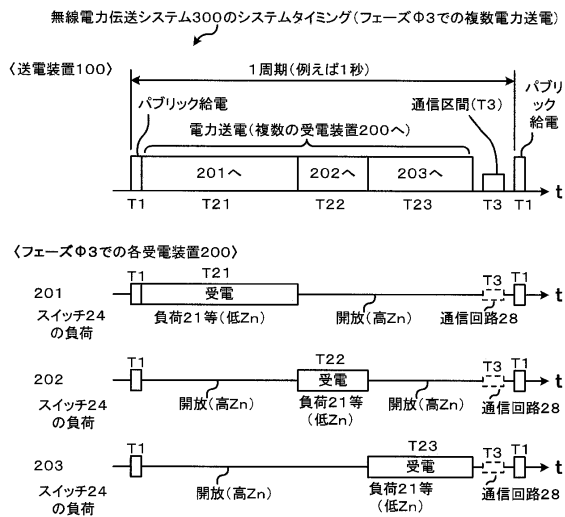 無線電力伝送システム300のシステムタイミング(フェーズΦ3での複数電力送電)
〈送電装置100〉
1周期(例えば1秒)
パブリック給電
電力送電(複数の受電装置200へ)
通信区間(T3)
パブリック給電
201へ
202へ
203へ
t
T1
T21
T22
T23
T3
T1
〈フェーズΦ3での各受電装置200〉
201
スイッチ24
の負荷
T1
T21
受電
負荷21等(低Zn)
開放(高Zn)
T3
通信回路28
T1
t
202
スイッチ24
の負荷
T1
開放(高Zn)
T22
受電
負荷21等
(低Zn)
開放(高Zn)
T3
通信回路28
T1
t
203
スイッチ24
の負荷
T1
開放(高Zn)
T23
受電
負荷21等
(低Zn)
T3
通信回路28
T1
t